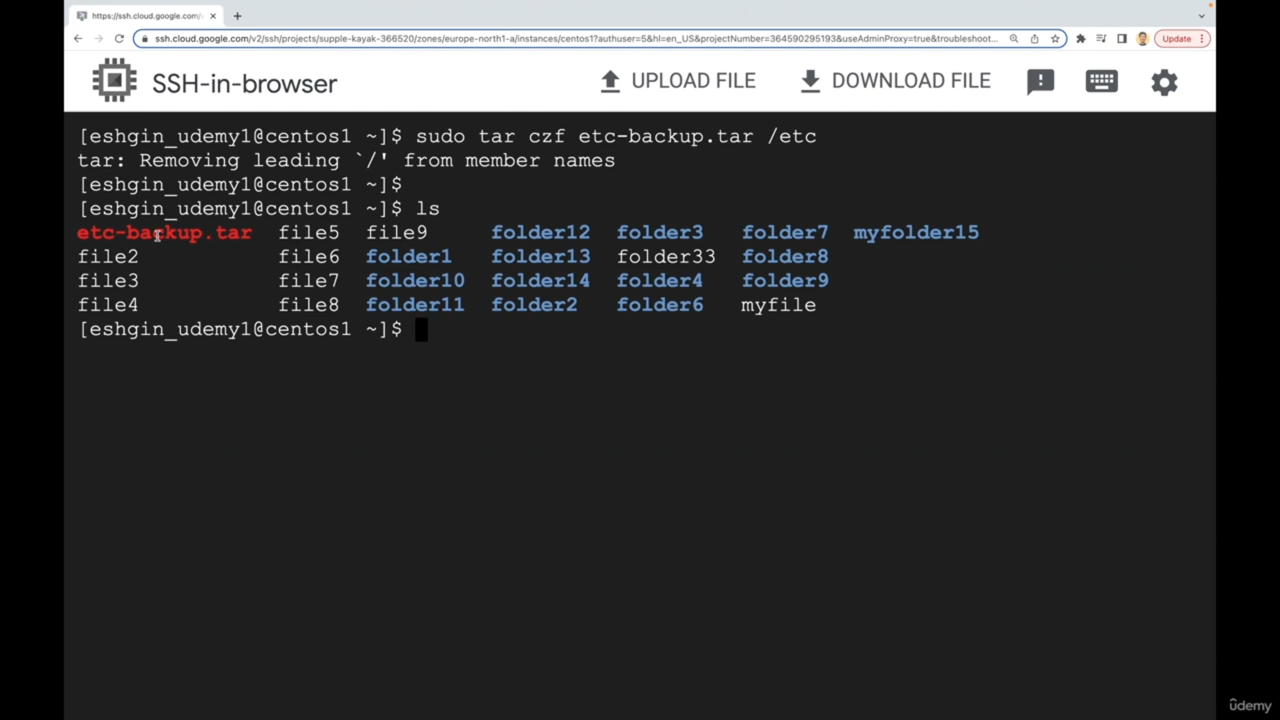 https://ssh.cloud.google.com/v
ssh.cloud.google.com/v2/ssh/projects/supple-kayak-366520/zones/europe-north1-a/instances/centos1?authuser=5&hl=en_US&projectNumber=364590295193&useAdminProxy=true&troubleshoot... Update
SSH-in-browser UPLOAD FILE DOWNLOAD FILE
[eshgin_udemy1@centos1 ~]$ sudo tar czf etc-backup.tar /etc
tar: Removing leading `/' from member names
[eshgin_udemy1@centos1 ~]$
[eshgin_udemy1@centos1 ~]$ ls
etc-backup.tar file5 file9 folder12 folder3 folder7 myfolder15
file2 file6 folder1 folder13 folder33 folder8
file3 file7 folder10 folder14 folder4 folder9
file4 file8 folder11 folder2 folder6 myfile
[eshgin_udemy1@centos1 ~]$
udemy